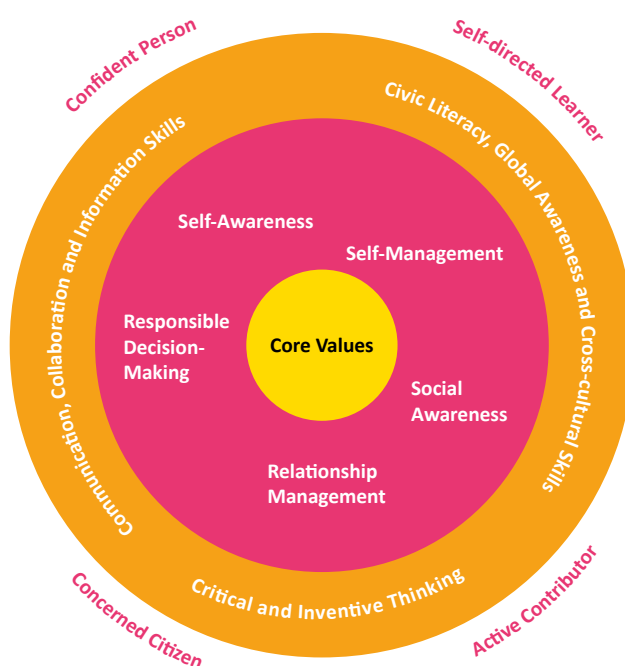 Confident Person
Self-directed Learner
Communication, Collaboration and Information Skills
Civic Literacy, Global Awareness and Cross-cultural Skills
Self-Awareness
Self-Management
Responsible
Decision-
Making
Core Values
Social
Awareness
Relationship
Management
Critical and Inventive Thinking
Concerned Citizen
Active Contributor